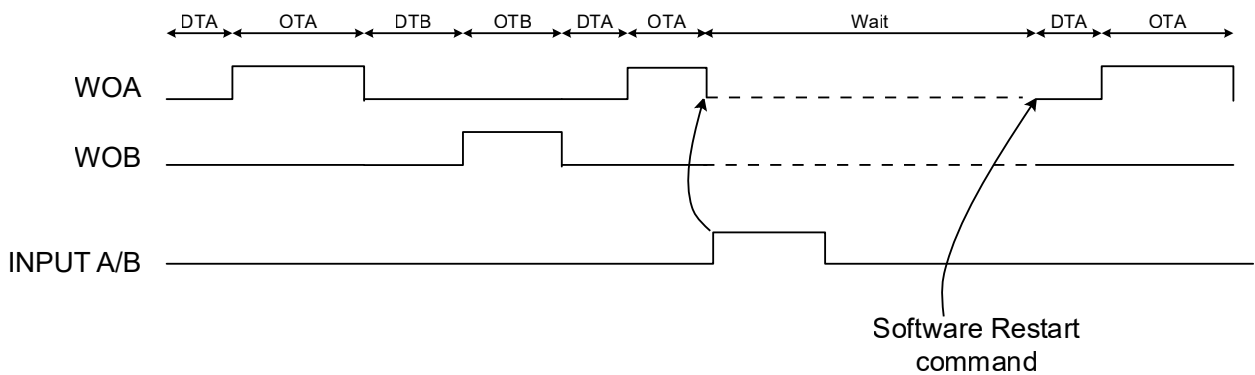 DTA OTA DTB OTB DTA OTA Wait DTA OTA
WOA
WOB
INPUT A/B
Software Restart
command